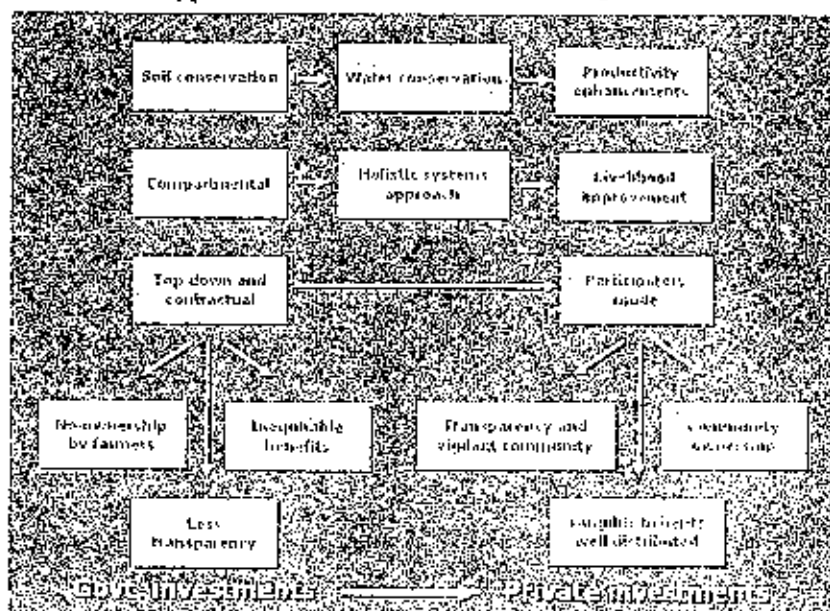 Soil conservation
Water conservation
Productivity
enhancements
Compartmental
Holistic systems
approach
Livelihood
improvement
Top down and
contractual
Participatory
mode
No ownership
by farmers
Inequitable
benefits
Transparency and
vigilant community
Community
ownership
Less
transparency
Tangible benefits
well distributed
Govt. investments
Private investments